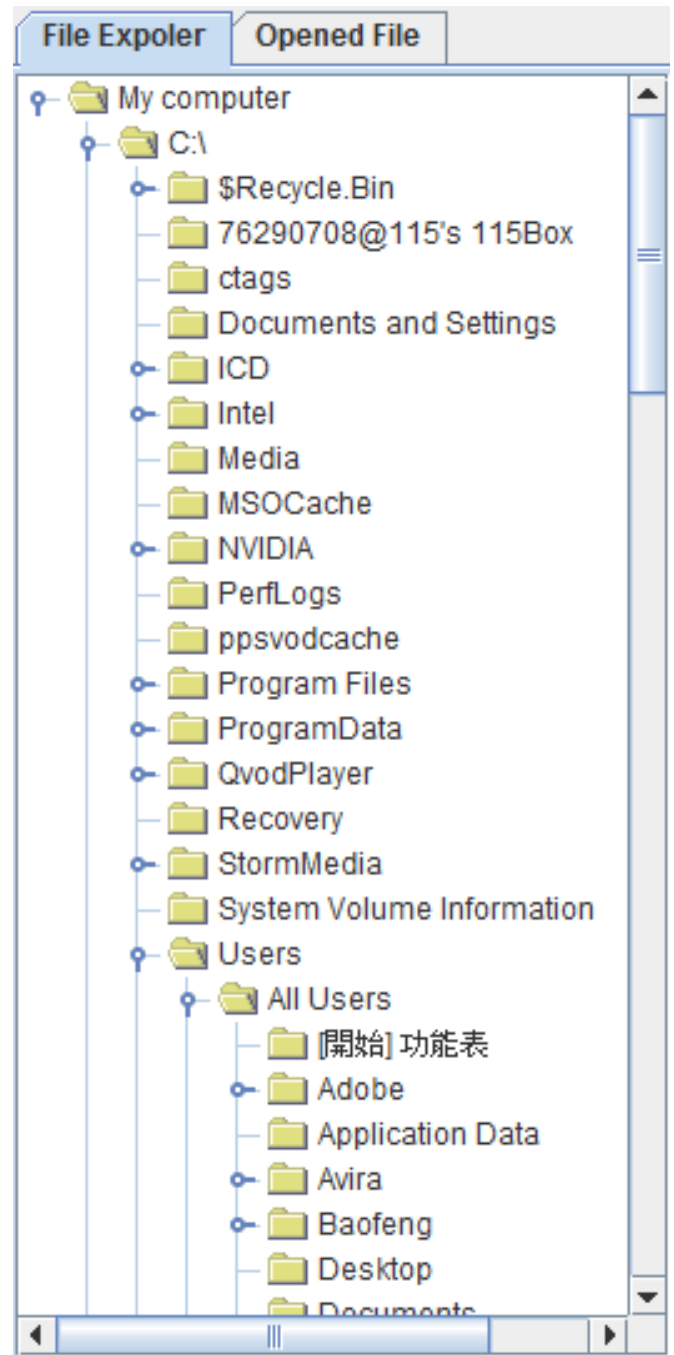 File Expoler Opened File
My computer
C:\
$Recycle.Bin
76290708@115's 115Box
ctags
Documents and Settings
ICD
Intel
Media
MSOCache
NVIDIA
PerfLogs
ppsvodcache
Program Files
ProgramData
QvodPlayer
Recovery
StormMedia
System Volume Information
Users
All Users
[開始] 功能表
Adobe
Application Data
Avira
Baofeng
Desktop
Documents